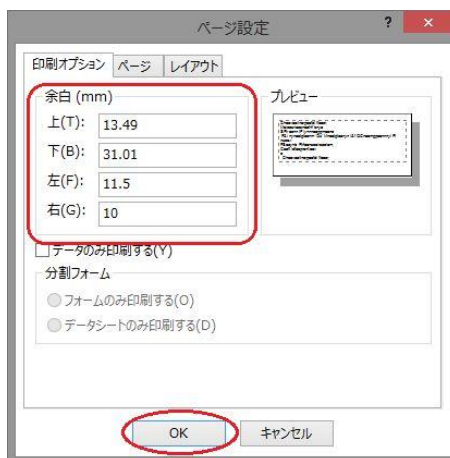 ページ設定
? ×
印刷オプション ページ レイアウト
余白 (mm)
上(T): 13.49
下(B): 31.01
左(F): 11.5
右(G): 10
プレビュー
データのみ印刷する(Y)
分割フォーム
フォームのみ印刷する(O)
データシートのみ印刷する(D)
OK キャンセル